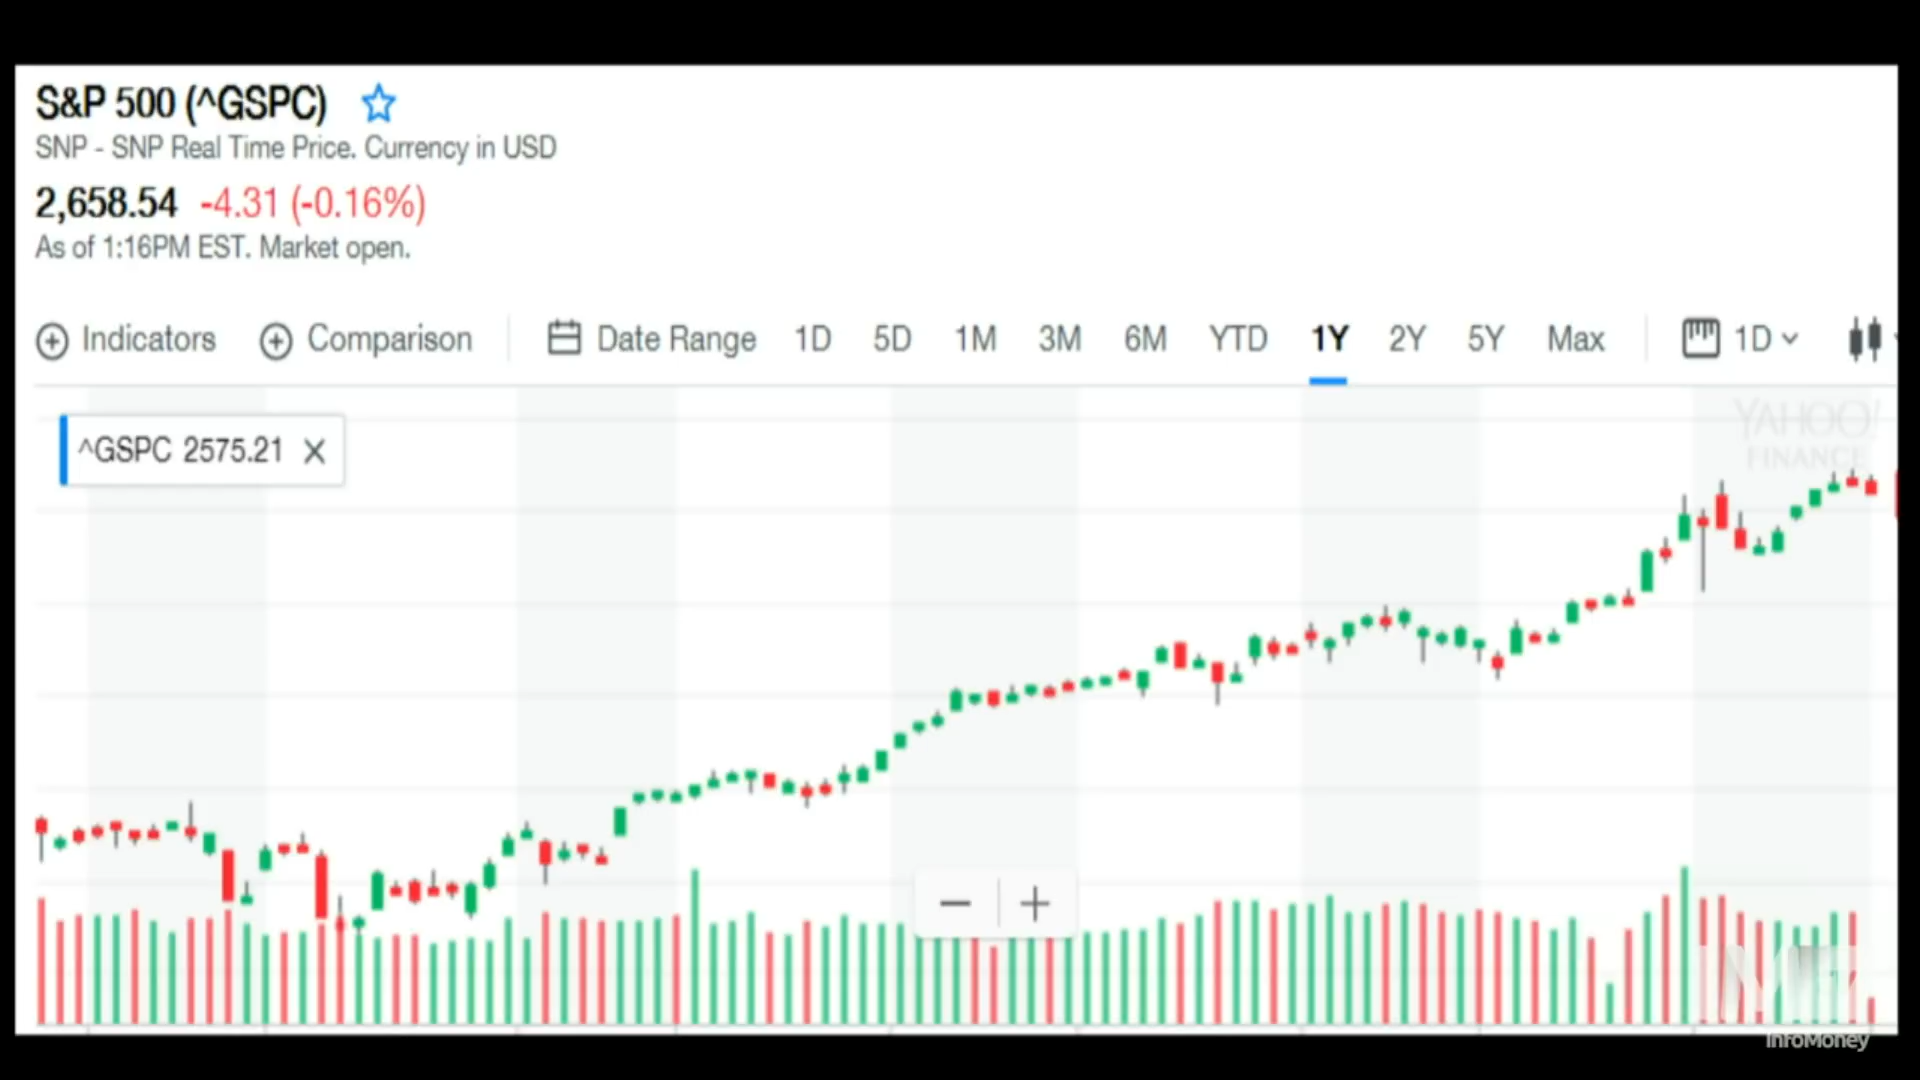 S&P 500 (^GSPC)
SNP - SNP Real Time Price. Currency in USD
2,658.54 -4.31 (-0.16%)
As of 1:16PM EST. Market open.
Indicators Comparison Date Range 1D 5D 1M 3M 6M YTD 1Y 2Y 5Y Max 1D
^GSPC 2575.21 X
YAHOO!
FINANCE
InfoMoney